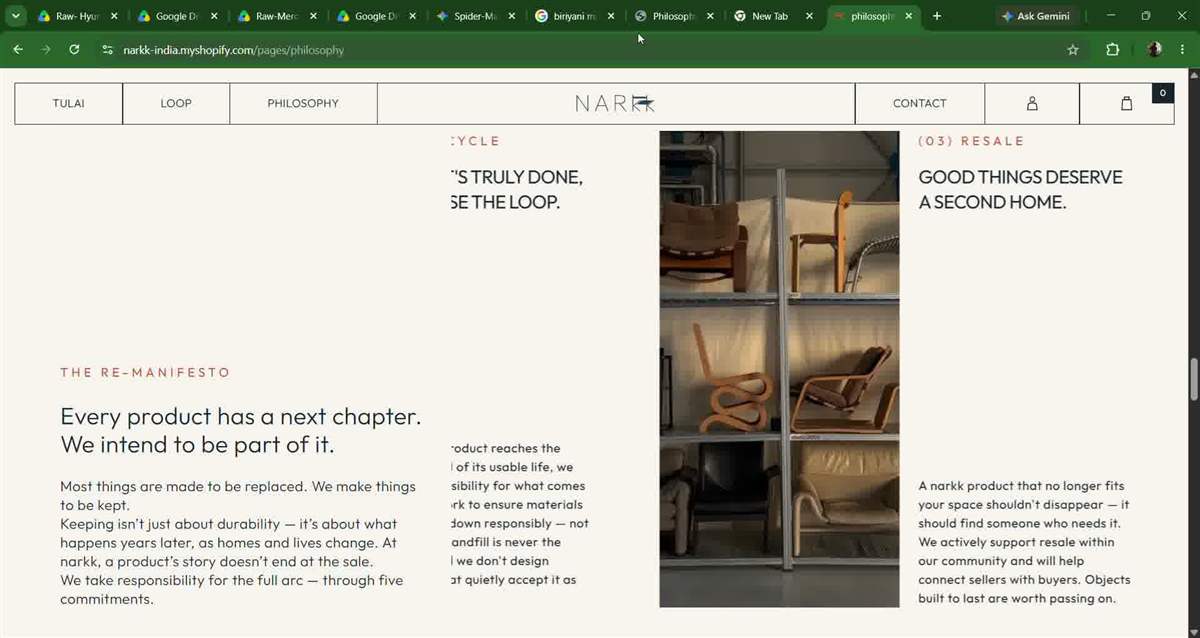 Raw- Hyun
Google Dr
Raw-Merc
Google Dr
Spider-Ma
biriyani m
Philosoph
New Tab
philosoph
Ask Gemini
narkk-india.myshopify.com/pages/philosophy
TULAI
LOOP
PHILOSOPHY
NARKK
CONTACT
0
THE RE-MANIFESTO
Every product has a next chapter.
We intend to be part of it.
Most things are made to be replaced. We make things
to be kept.
Keeping isn't just about durability — it's about what
happens years later, as homes and lives change. At
narkk, a product's story doesn't end at the sale.
We take responsibility for the full arc — through five
commitments.
CYCLE
'S TRULY DONE,
SE THE LOOP.
roduct reaches the
l of its usable life, we
sibility for what comes
rk to ensure materials
down responsibly — not
andfill is never the
l we don't design
at quietly accept it as
(03) RESALE
GOOD THINGS DESERVE
A SECOND HOME.
A narkk product that no longer fits
your space shouldn't disappear — it
should find someone who needs it.
We actively support resale within
our community and will help
connect sellers with buyers. Objects
built to last are worth passing on.